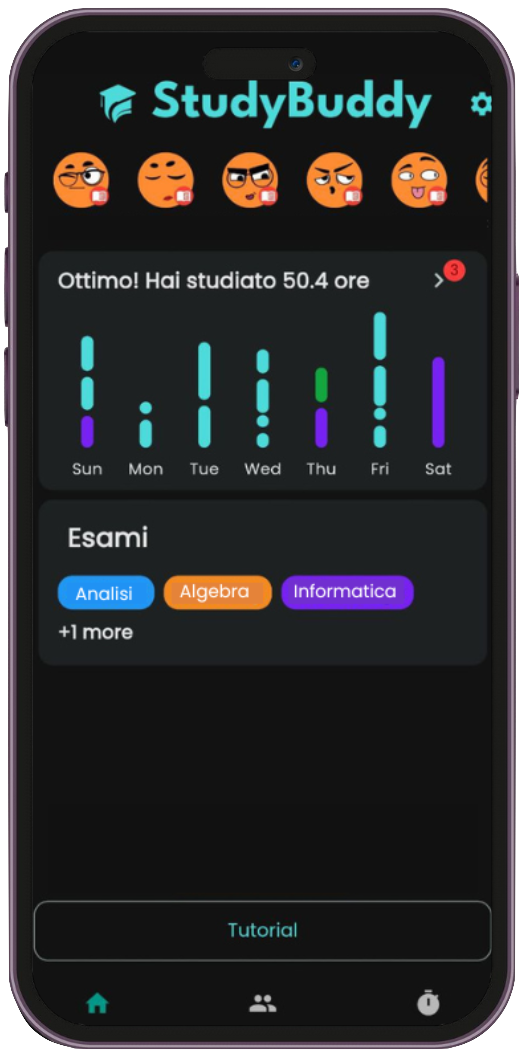 StudyBuddy
Ottimo! Hai studiato 50.4 ore
3
Sun Mon Tue Wed Thu Fri Sat
Esami
Analisi Algebra Informatica
+1 more
Tutorial